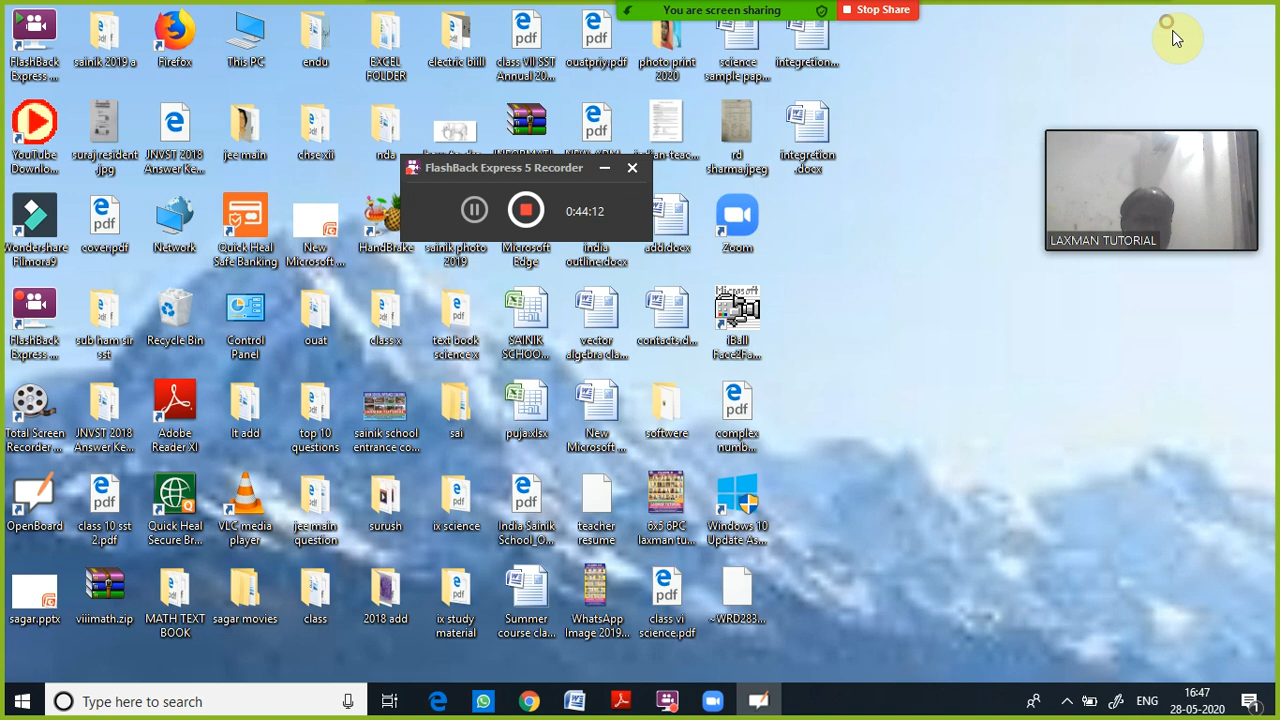 You are screen sharing
Stop Share
FlashBack
Express ...
sainik 2019 a
Firefox
This PC
endu
EXCEL
FOLDER
electric biill
class VII SST
Annual 20...
ouatpriy.pdf
photo print
2020
science
sample pap...
integretion...
YouTube
Downlo...
suraj resident
.jpg
JNVST 2018
Answer Ke...
jee main
chse xii
nda
rd
sharma.jpeg
integretion
.docx
FlashBack Express 5 Recorder
0:44:12
LAXMAN TUTORIAL
Wondershare
Filmora9
cover.pdf
Network
Quick Heal
Safe Banking
New
Microsoft ...
HandBrake
sainik photo
2019
Microsoft
Edge
india
outline.docx
add.docx
Zoom
FlashBack
Express ...
sub ham sir
sst
Recycle Bin
Control
Panel
ouat
class x
text book
science x
SAINIK
SCHOO...
vector
algebra cla...
contacts.d...
Microsoft
iBall
Face2Fa...
Total Screen
Recorder ...
JNVST 2018
Answer Ke...
Adobe
Reader XI
lt add
top 10
questions
sainik school
entrance co...
sai
puja.xlsx
New
Microsoft ...
softwere
complex
numb...
OpenBoard
class 10 sst
2.pdf
Quick Heal
Secure Br...
VLC media
player
jee main
question
surush
ix science
India Sainik
School_O...
teacher
resume
6x5 6PC
laxman tu...
Windows 10
Update As...
sagar.pptx
viiimath.zip
MATH TEXT
BOOK
sagar movies
class
2018 add
ix study
material
Summer
course cla...
WhatsApp
Image 2019...
class vi
science.pdf
~WRD283...
Type here to search
ENG
16:47
28-05-2020
1